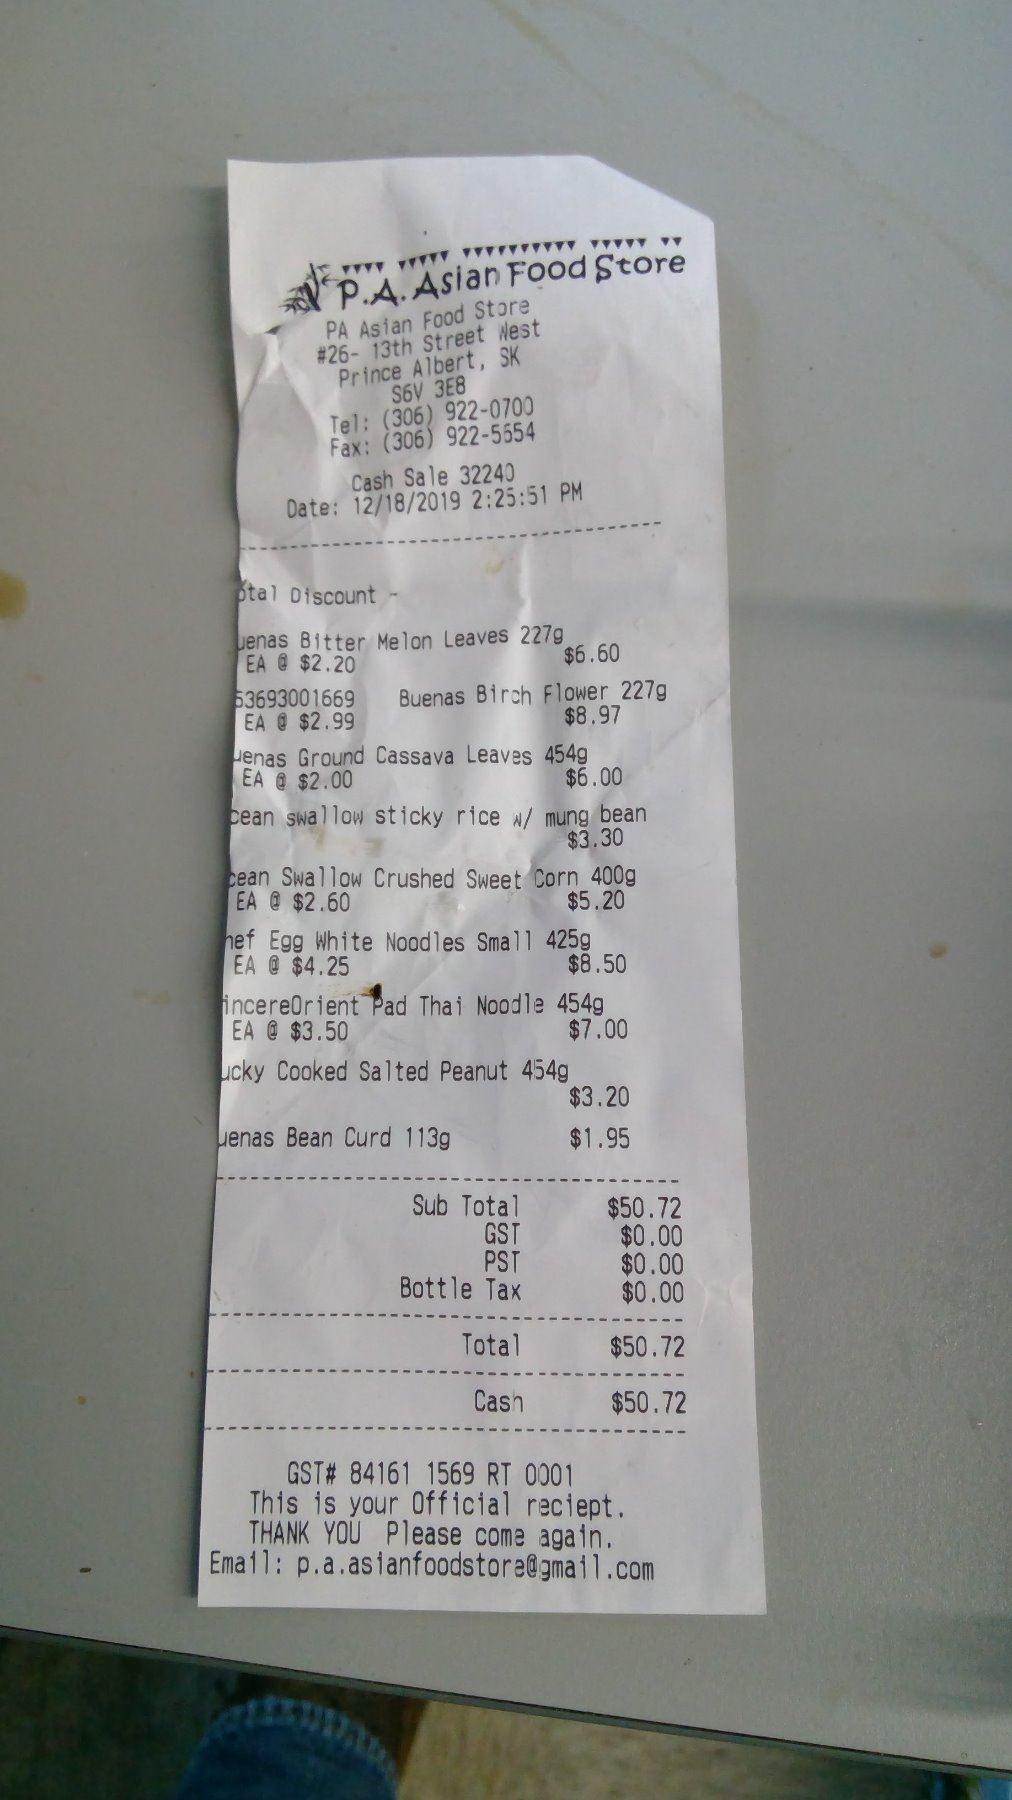 P.A. Asian Food Store
PA Asian Food Store
#26- 13th Street West
Prince Albert, SK
S6V 3E8
Tel: (306) 922-0700
Fax: (306) 922-5554
Cash Sale 32240
Date: 12/18/2019 2:25:51 PM
otal Discount -
uenas Bitter Melon Leaves 227g
EA @ $2.20 $6.60
53693001669 Buenas Birch Flower 227g
EA @ $2.99 $8.97
uenas Ground Cassava Leaves 454g
EA @ $2.00 $6.00
cean swallow sticky rice w/ mung bean
$3.30
cean Swallow Crushed Sweet Corn 400g
EA @ $2.60 $5.20
hef Egg White Noodles Small 425g
EA @ $4.25 $8.50
incereOrient Pad Thai Noodle 454g
EA @ $3.50 $7.00
ucky Cooked Salted Peanut 454g
$3.20
uenas Bean Curd 113g $1.95
Sub Total $50.72
GST $0.00
PST $0.00
Bottle Tax $0.00
Total $50.72
Cash $50.72
GST# 84161 1569 RT 0001
This is your Official reciept.
THANK YOU Please come again.
Email: p.a.asianfoodstore@gmail.com